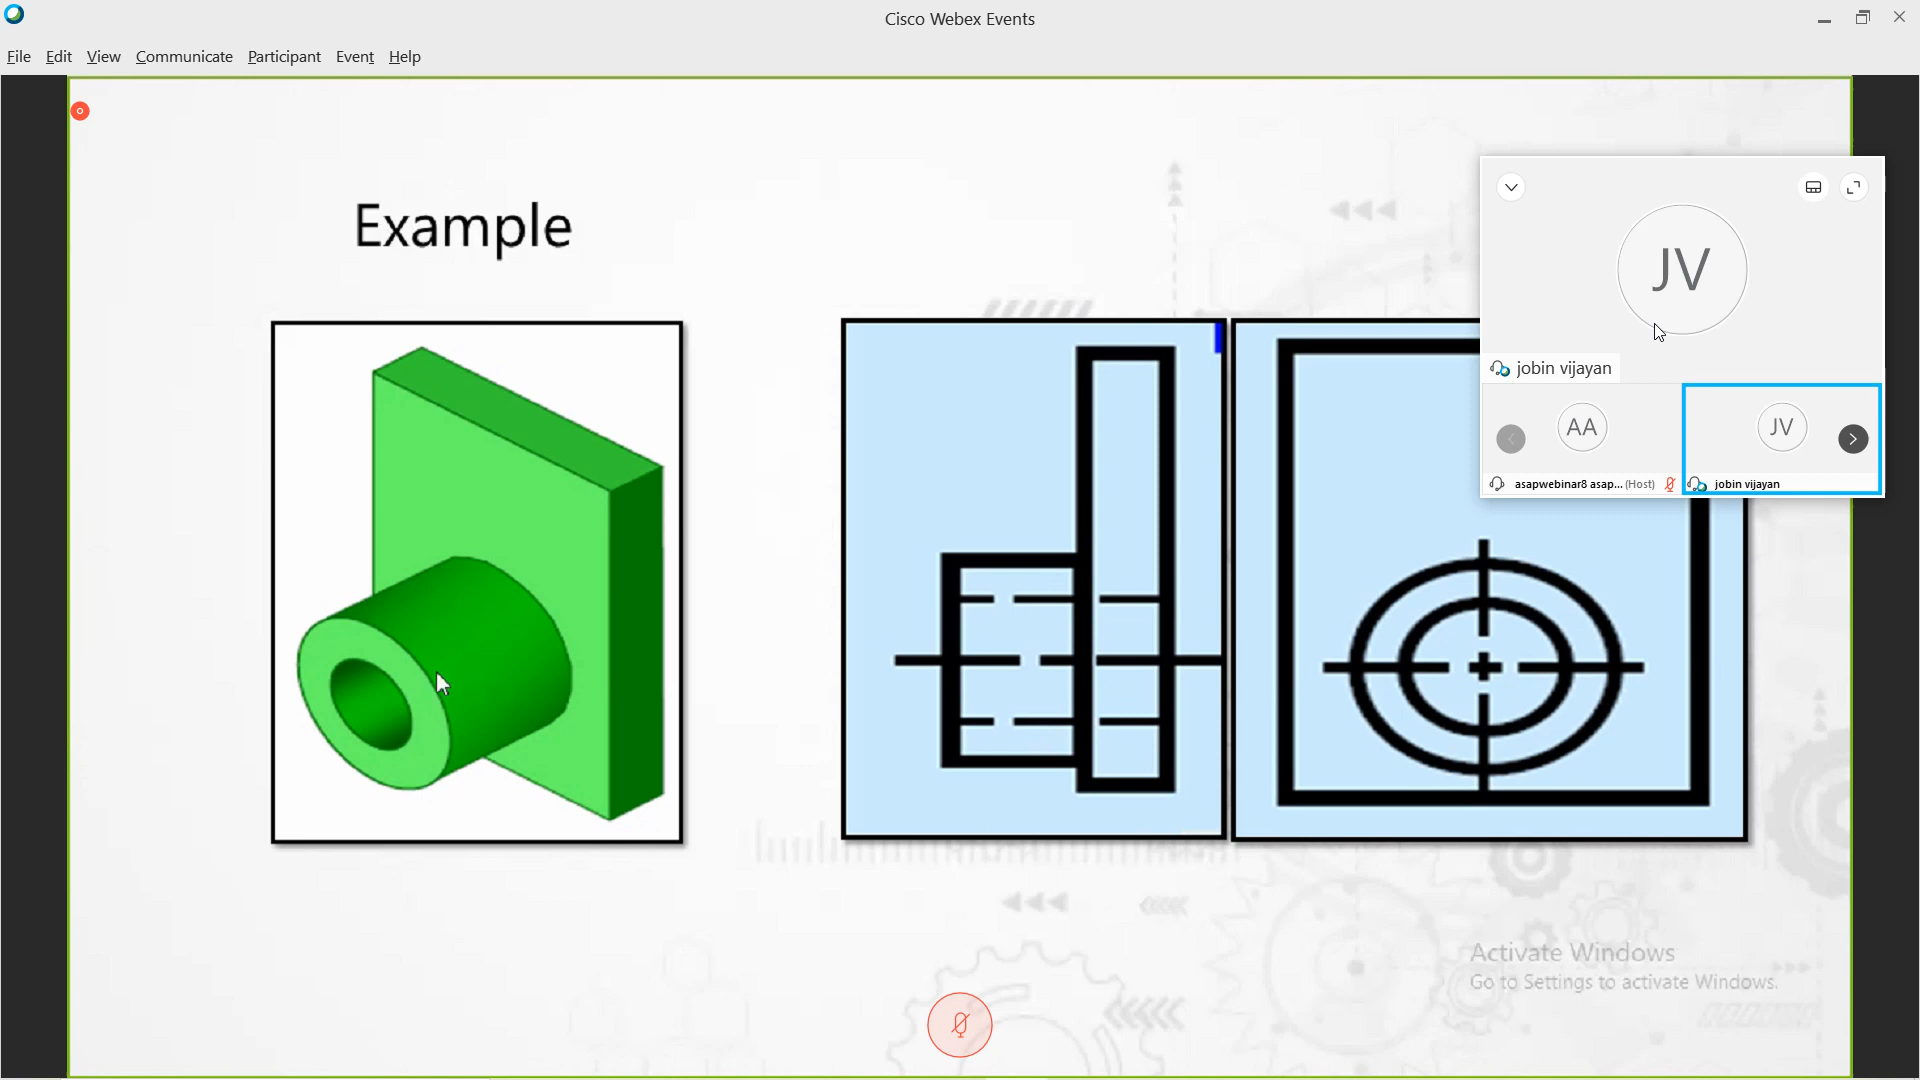 Cisco Webex Events
File Edit View Communicate Participant Event Help
Example
JV
jobin vijayan
AA
JV
asapwebinar8 asap... (Host)
jobin vijayan
Activate Windows
Go to Settings to activate Windows.